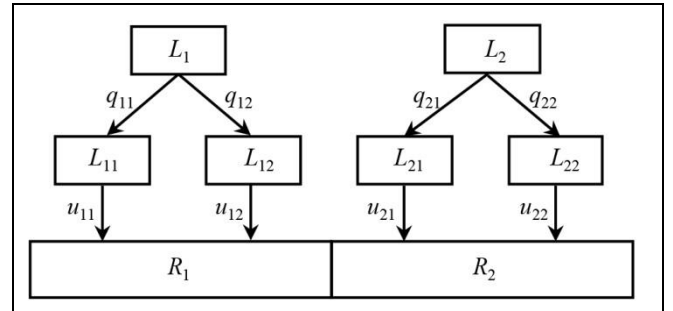 L₁ L₂
q₁₁ q₁₂ q₂₁ q₂₂
L₁₁ L₁₂ L₂₁ L₂₂
u₁₁ u₁₂ u₂₁ u₂₂
R₁ R₂